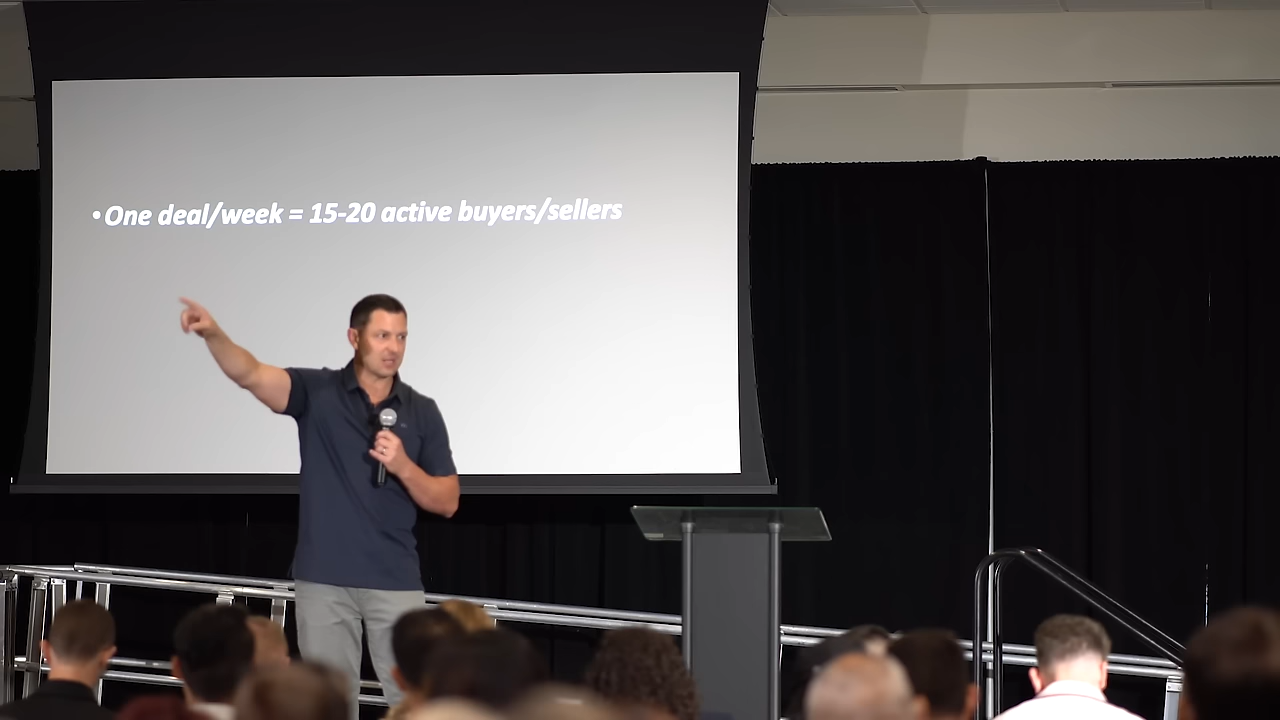 • One deal/week = 15-20 active buyers/sellers